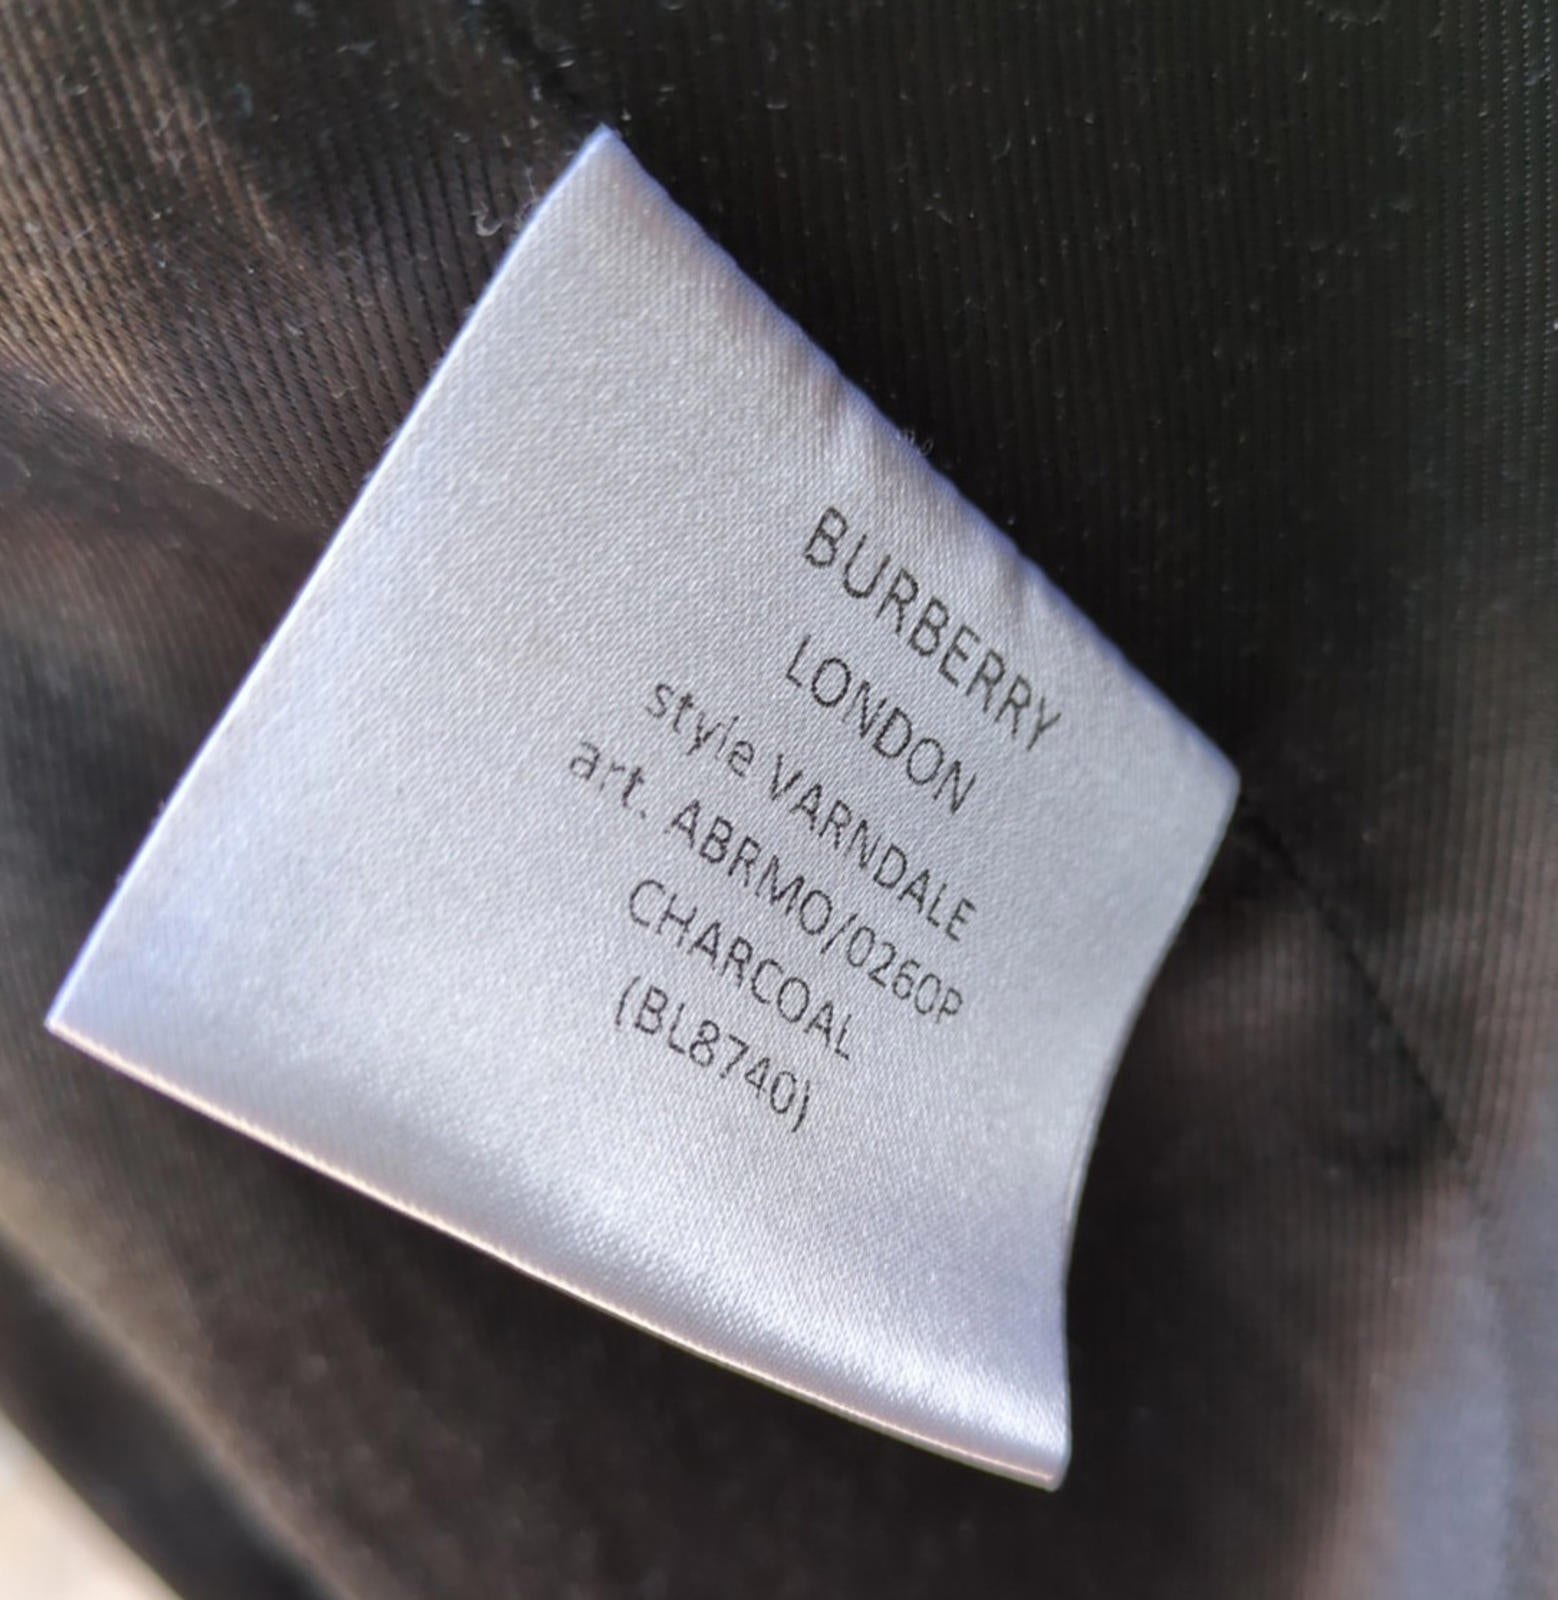 BURBERRY
LONDON
style VARNDALE
art. ABRMO/0260P
CHARCOAL
(BL8740)